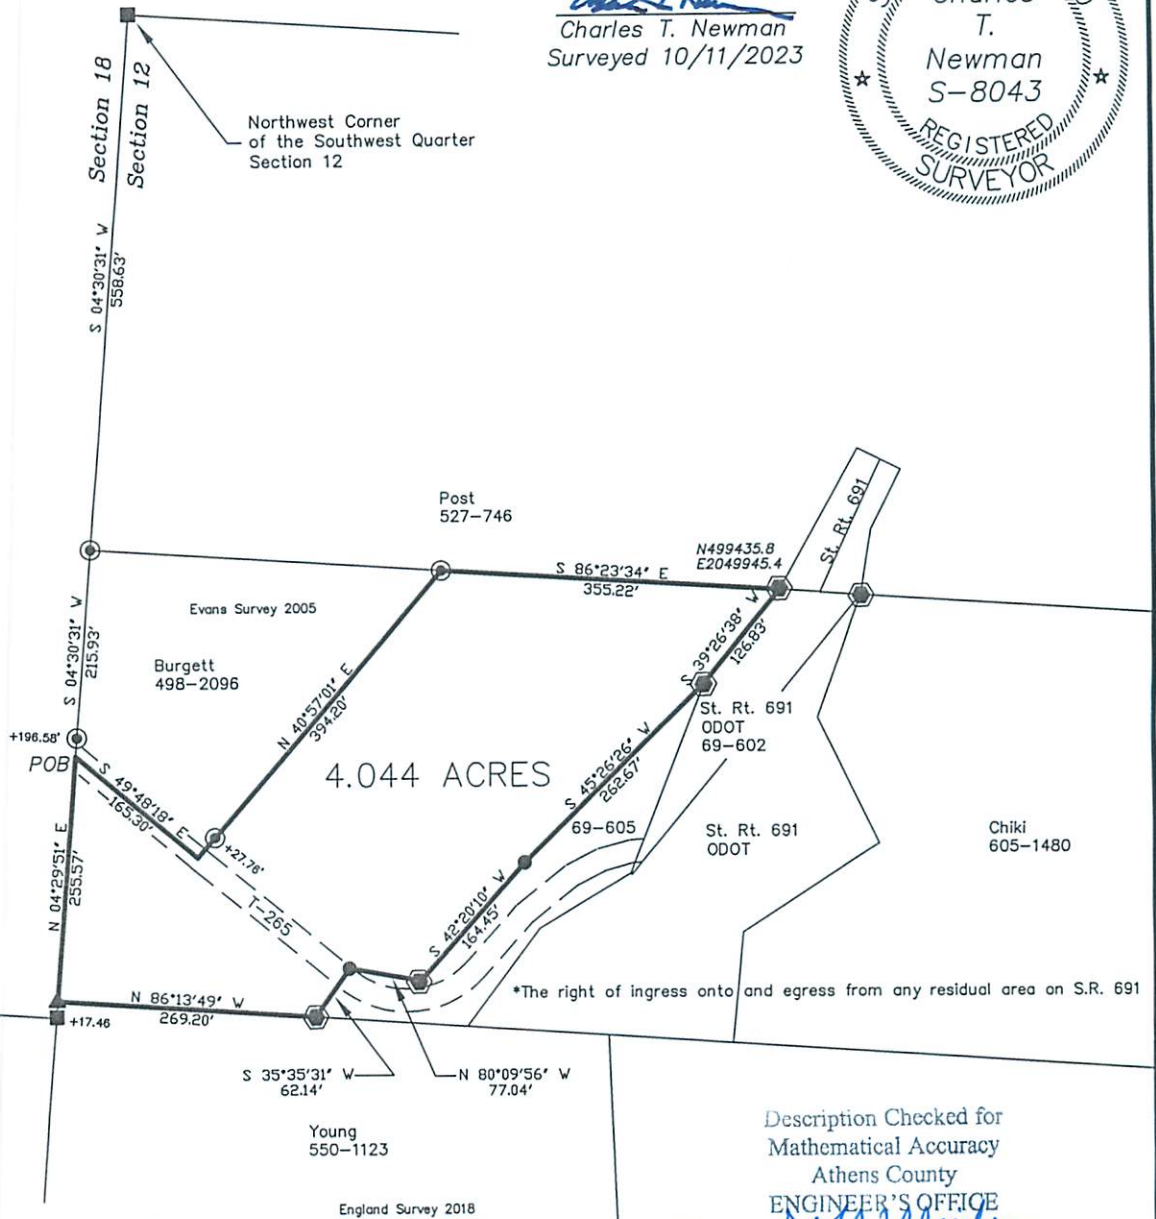 Charles T. Newman
Surveyed 10/11/2023
T.
Newman
S-8043
REGISTERED
SURVEYOR
Section 18
Section 12
Northwest Corner
of the Southwest Quarter
Section 12
S 04°30'31" W
558.63'
Post
527-746
St. Rt. 691
N499435.8
E2049945.4
S 86°23'34" E
355.22'
Evans Survey 2005
S 04°30'31" W
215.93'
Burgett
498-2096
N 40°57'01" E
394.20'
S 39°26'38" W
126.83'
St. Rt. 691
ODOT
69-602
+196.58'
POB
S 49°48'18" E
165.30'
4.044 ACRES
S 45°26'26" W
262.67'
69-605
St. Rt. 691
ODOT
Chiki
605-1480
+27.76'
N 04°29'51" E
255.57'
T-265
S 42°20'10" W
164.45'
*The right of ingress onto and egress from any residual area on S.R. 691
N 86°13'49" W
269.20'
+17.46
S 35°35'31" W
62.14'
N 80°09'56" W
77.04'
Young
550-1123
England Survey 2018
Description Checked for
Mathematical Accuracy
Athens County
ENGINEER'S OFFICE